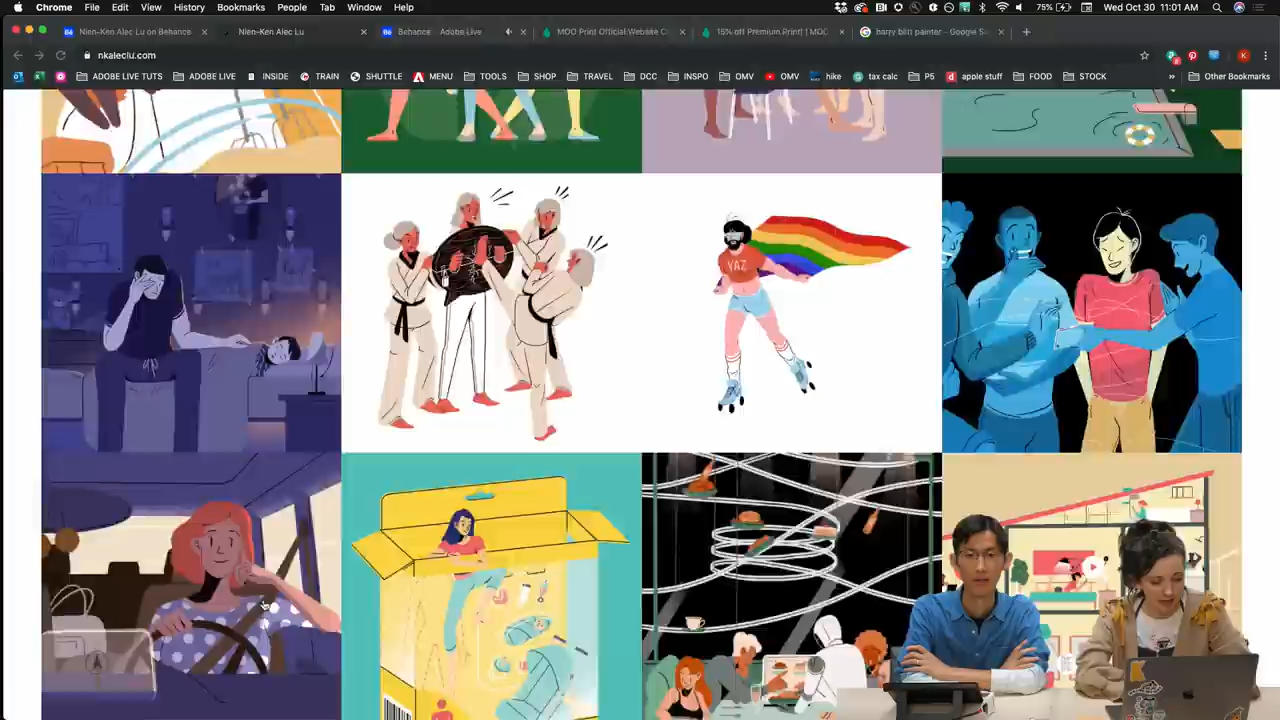 Chrome File Edit View History Bookmarks People Tab Window Help 75% Wed Oct 30 11:01 AM
Nien-Ken Alec Lu on Behance Nien-Ken Alec Lu Behance Adobe Live MOO Print Official Website 15% off Premium Print| MOO harry blitt painter - Google Se
nkaleclu.com
ADOBE LIVE TUTS ADOBE LIVE INSIDE TRAIN SHUTTLE MENU TOOLS SHOP TRAVEL DCC INSPO OMV OMV hike tax calc P5 apple stuff FOOD STOCK Other Bookmarks
YAZ